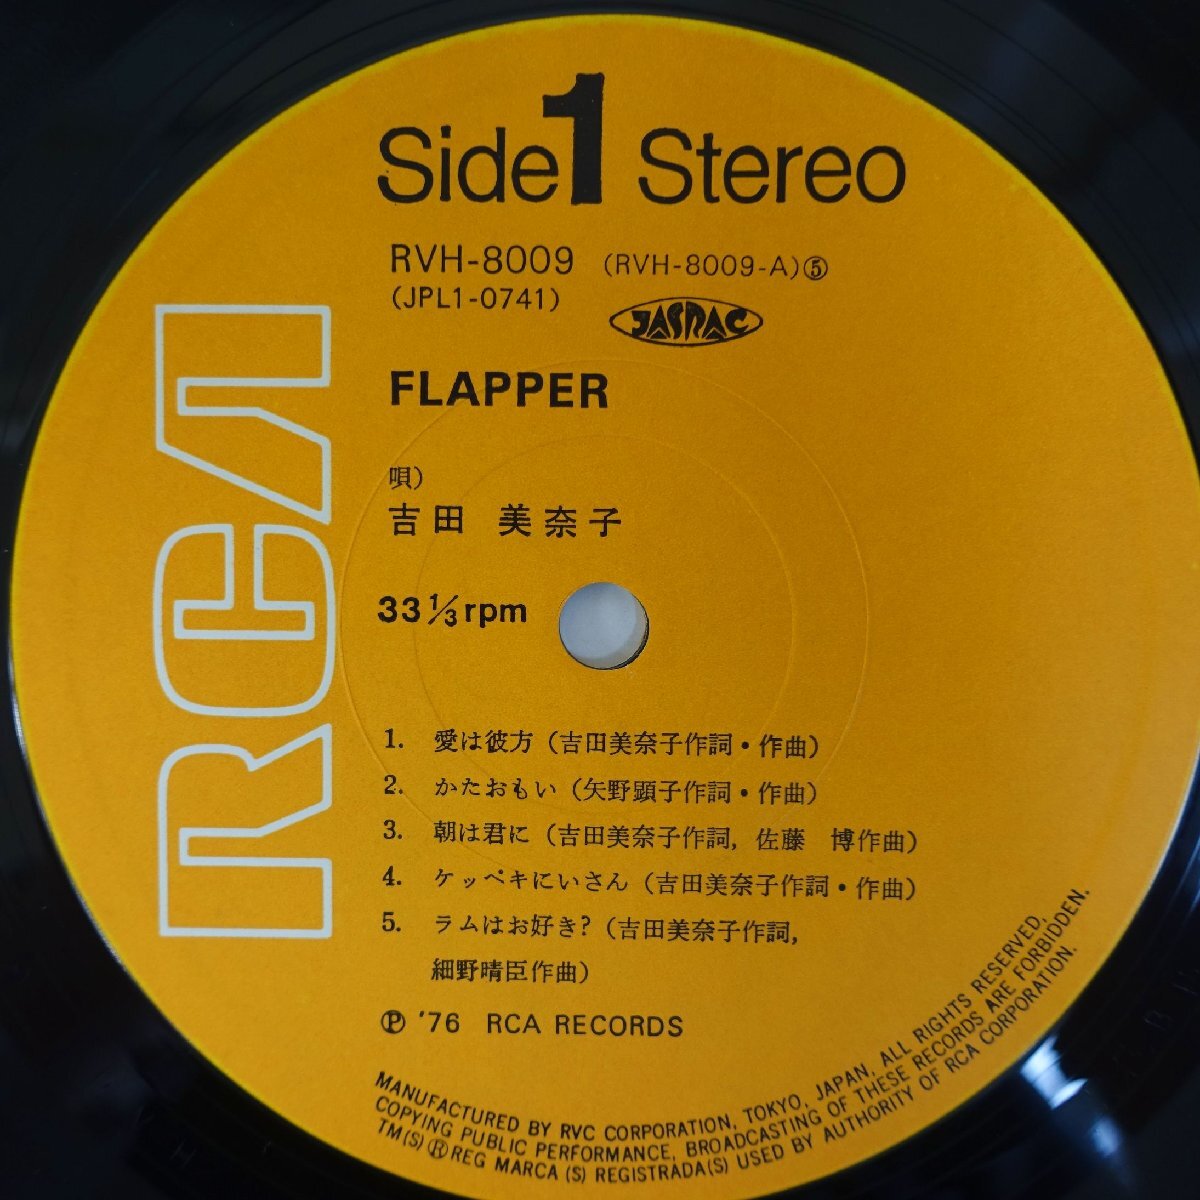 Side 1 Stereo
RVH-8009 (RVH-8009-A)⑤
(JPL1-0741)
JASRAC
FLAPPER
唄)
吉田 美奈子
33 1/3 rpm
RCA
1. 愛は彼方(吉田美奈子作詞・作曲)
2. かたおもい(矢野顕子作詞・作曲)
3. 朝は君に(吉田美奈子作詞, 佐藤 博作曲)
4. ケッペキにいさん(吉田美奈子作詞・作曲)
5. ラムはお好き?(吉田美奈子作詞,
細野晴臣作曲)
Ⓟ '76 RCA RECORDS
MANUFACTURED BY RVC CORPORATION, TOKYO, JAPAN, ALL RIGHTS RESERVED,
COPYING PUBLIC PERFORMANCE, BROADCASTING OF THESE RECORDS ARE FORBIDDEN.
TM(S) ® REG MARCA (S) REGISTRADA(S) USED BY AUTHORITY OF RCA CORPORATION.